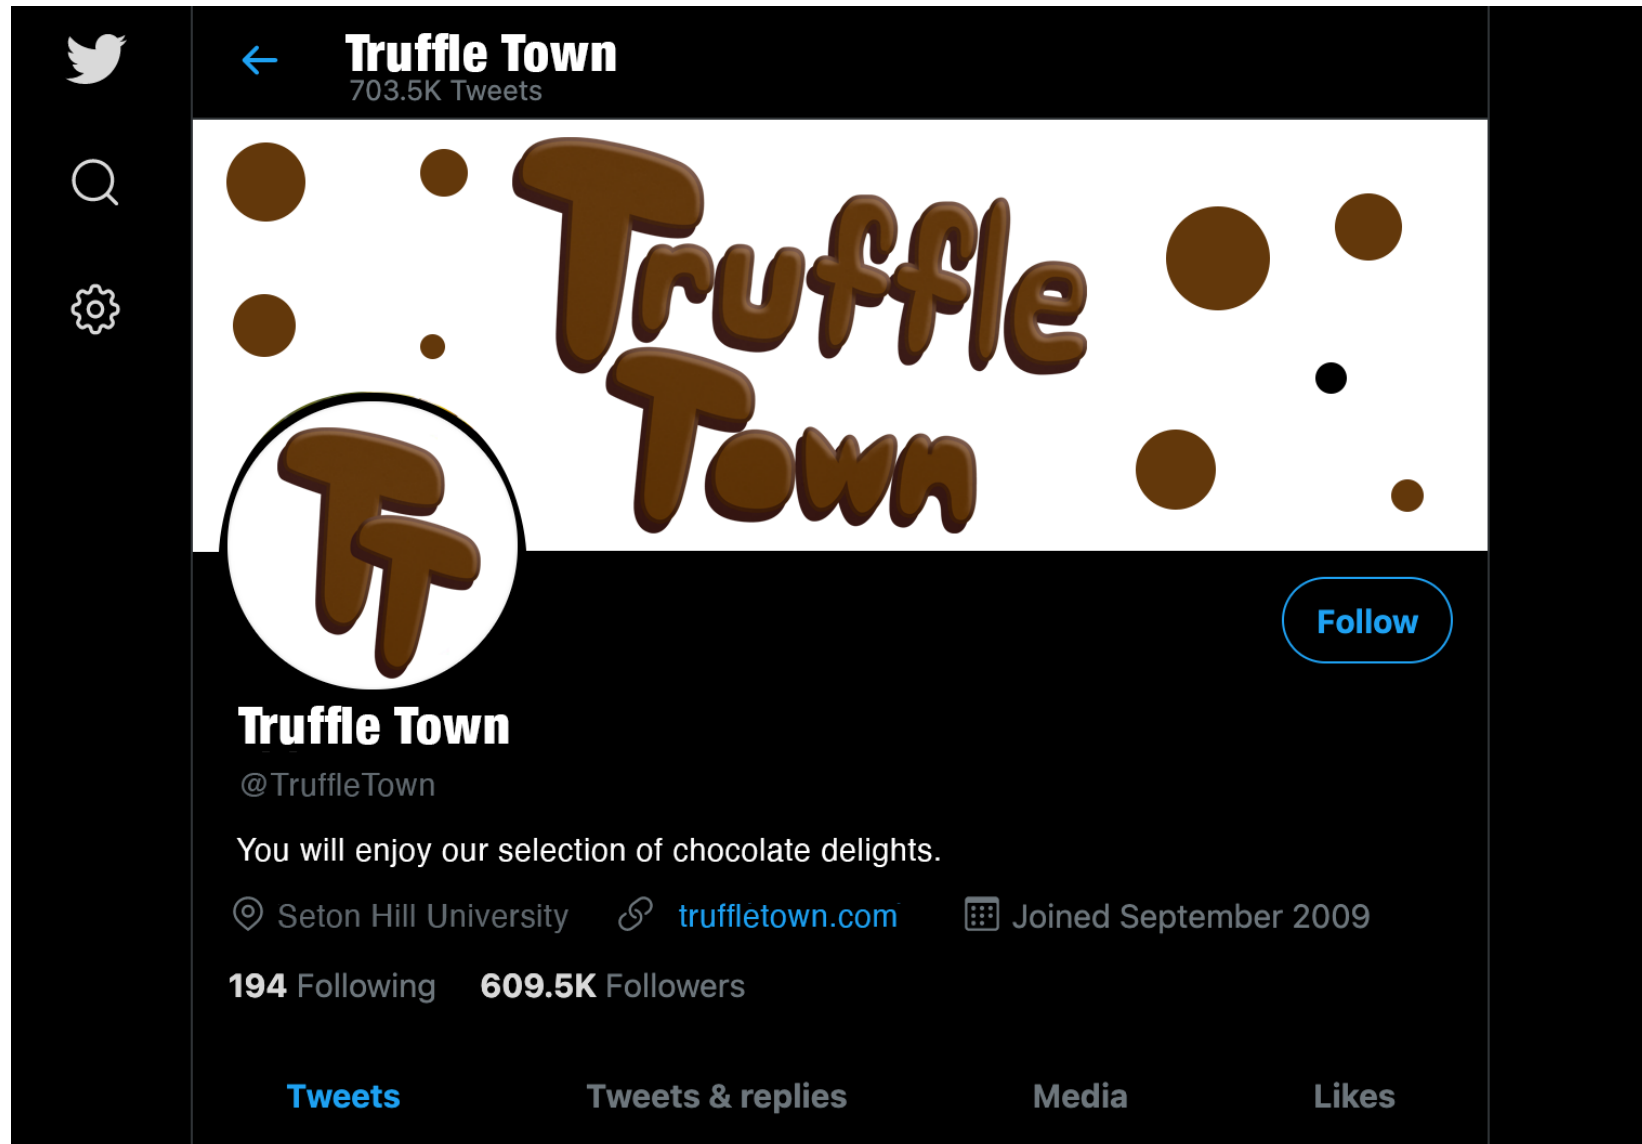 Truffle Town
703.5K Tweets
Truffle
Town
TT
Follow
Truffle Town
@TruffleTown
You will enjoy our selection of chocolate delights.
Seton Hill University truffletown.com Joined September 2009
194 Following 609.5K Followers
Tweets Tweets & replies Media Likes